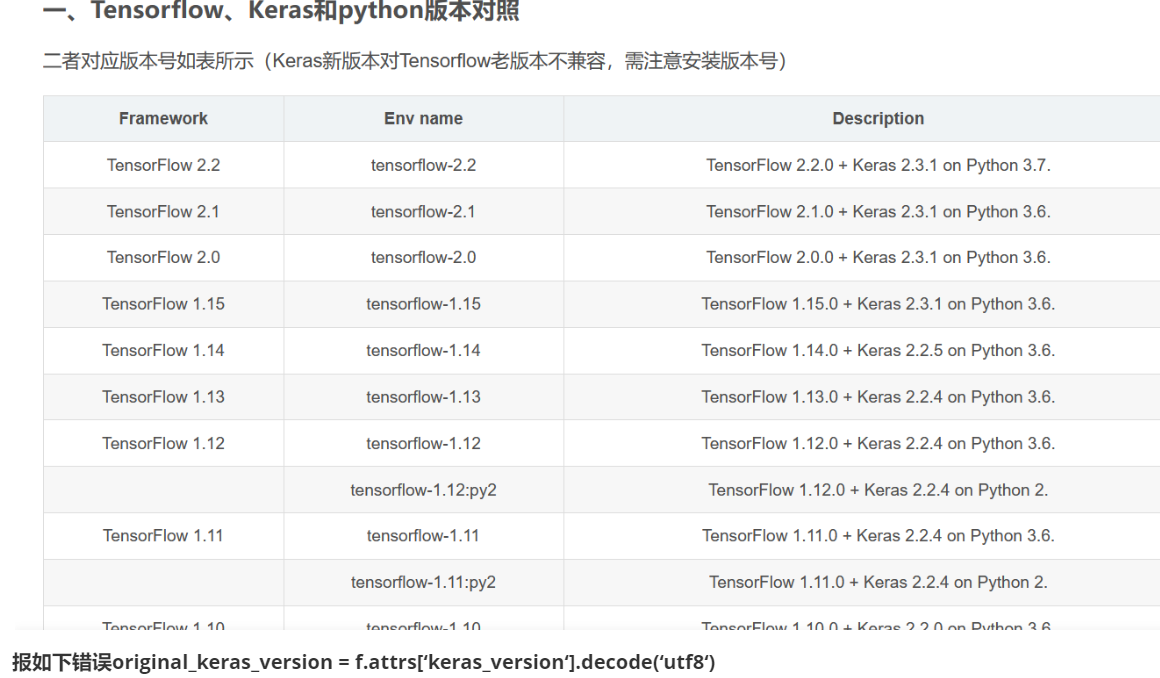 一、Tensorflow、Keras和python版本对照
二者对应版本号如表所示（Keras新版本对Tensorflow老版本不兼容，需注意安装版本号）
Framework Env name Description
TensorFlow 2.2 tensorflow-2.2 TensorFlow 2.2.0 + Keras 2.3.1 on Python 3.7.
TensorFlow 2.1 tensorflow-2.1 TensorFlow 2.1.0 + Keras 2.3.1 on Python 3.6.
TensorFlow 2.0 tensorflow-2.0 TensorFlow 2.0.0 + Keras 2.3.1 on Python 3.6.
TensorFlow 1.15 tensorflow-1.15 TensorFlow 1.15.0 + Keras 2.3.1 on Python 3.6.
TensorFlow 1.14 tensorflow-1.14 TensorFlow 1.14.0 + Keras 2.2.5 on Python 3.6.
TensorFlow 1.13 tensorflow-1.13 TensorFlow 1.13.0 + Keras 2.2.4 on Python 3.6.
TensorFlow 1.12 tensorflow-1.12 TensorFlow 1.12.0 + Keras 2.2.4 on Python 3.6.
tensorflow-1.12:py2 TensorFlow 1.12.0 + Keras 2.2.4 on Python 2.
TensorFlow 1.11 tensorflow-1.11 TensorFlow 1.11.0 + Keras 2.2.4 on Python 3.6.
tensorflow-1.11:py2 TensorFlow 1.11.0 + Keras 2.2.4 on Python 2.
TensorFlow 1.10 tensorflow-1.10 TensorFlow 1.10.0 + Keras 2.2.0 on Python 3.6
报如下错误original_keras_version = f.attrs[‘keras_version‘].decode(‘utf8‘)